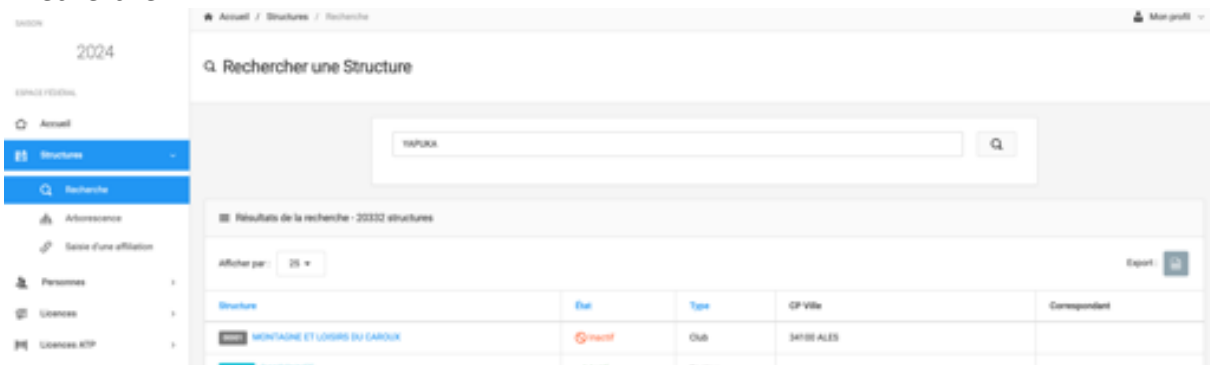 SAISON
2024
ESPACE FÉDÉRAL
Accueil
Structures
Recherche
Arborescence
Saisie d'une affiliation
Personnes
Licences
Licences ATP
Accueil / Structures / Recherche
Mon profil
Rechercher une Structure
YAPUKA
Résultats de la recherche - 20332 structures
Afficher par : 25
Export :
Structure État Type CP Ville Correspondant
MONTAGNE ET LOISIRS DU CAROUX Inactif Club 34100 ALES